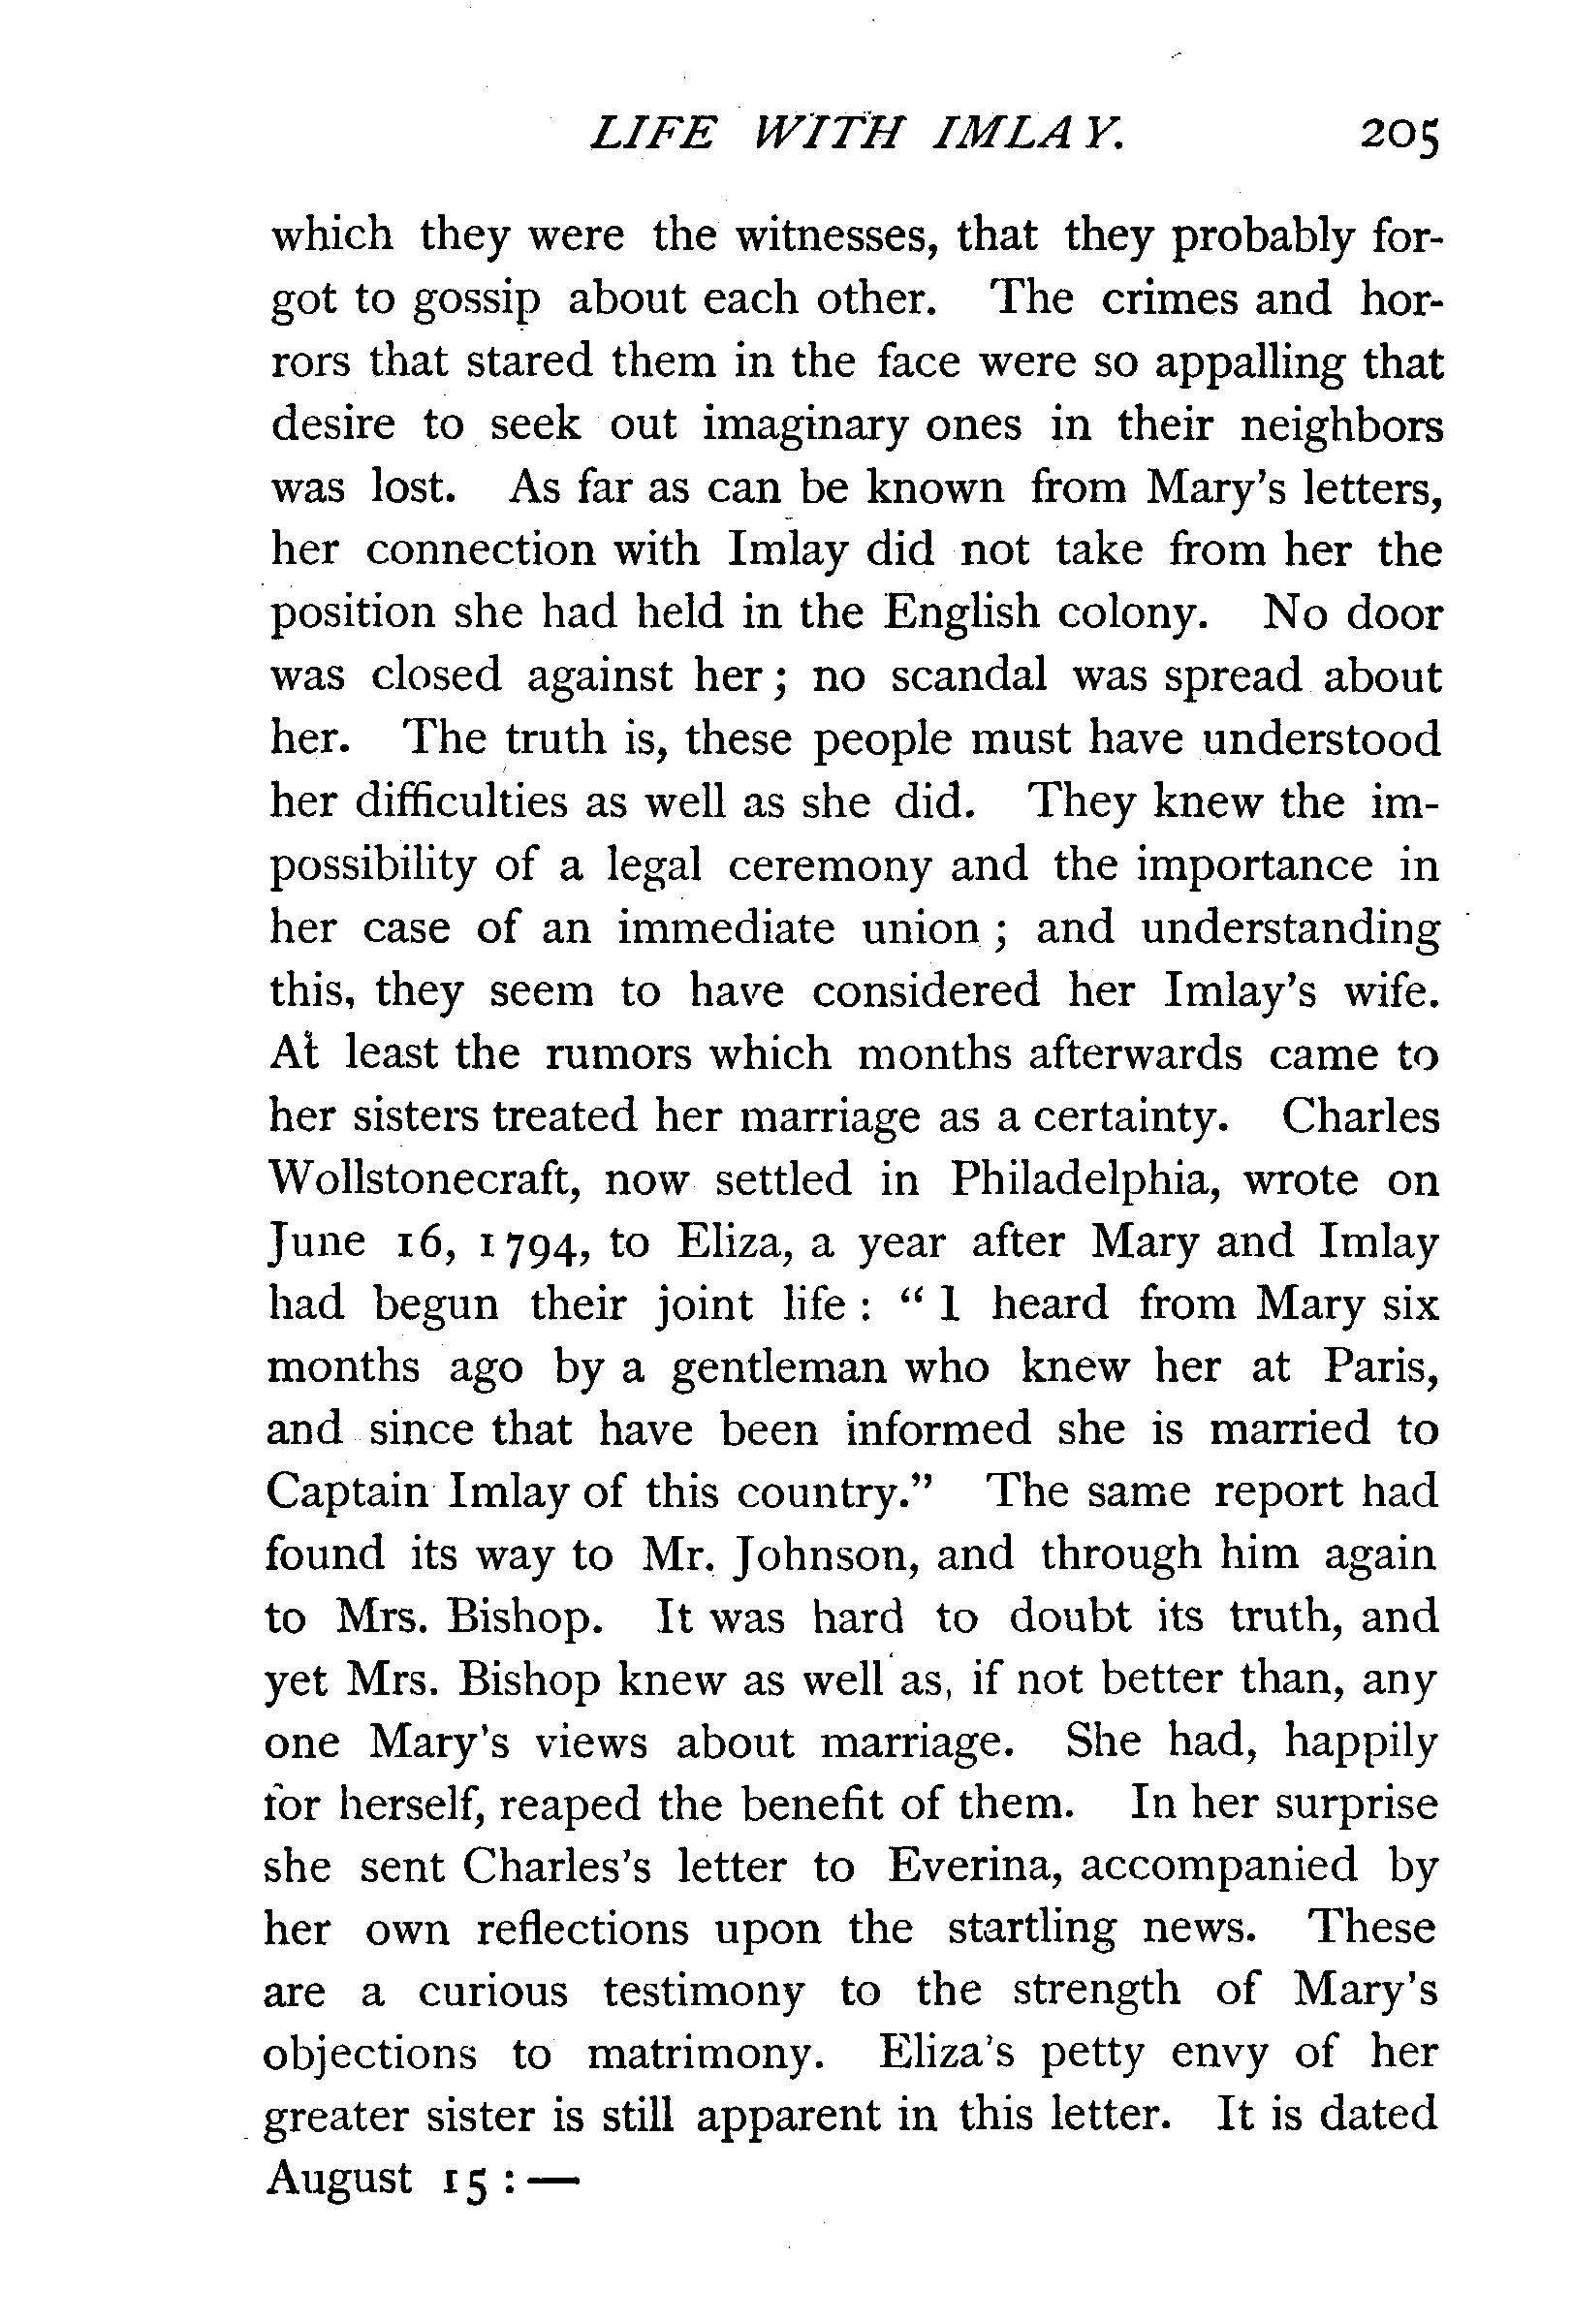 LIFE WITH IMLAY. 205
which they were the witnesses, that they probably for-
got to gossip about each other. The crimes and hor-
rors that stared them in the face were so appalling that
desire to seek out imaginary ones in their neighbors
was lost. As far as can be known from Mary's letters,
her connection with Imlay did not take from her the
position she had held in the English colony. No door
was closed against her; no scandal was spread about
her. The truth is, these people must have understood
her difficulties as well as she did. They knew the im-
possibility of a legal ceremony and the importance in
her case of an immediate union; and understanding
this, they seem to have considered her Imlay's wife.
At least the rumors which months afterwards came to
her sisters treated her marriage as a certainty. Charles
Wollstonecraft, now settled in Philadelphia, wrote on
June 16, 1794, to Eliza, a year after Mary and Imlay
had begun their joint life: "I heard from Mary six
months ago by a gentleman who knew her at Paris,
and since that have been informed she is married to
Captain Imlay of this country." The same report had
found its way to Mr. Johnson, and through him again
to Mrs. Bishop. It was hard to doubt its truth, and
yet Mrs. Bishop knew as well as, if not better than, any
one Mary's views about marriage. She had, happily
for herself, reaped the benefit of them. In her surprise
she sent Charles's letter to Everina, accompanied by
her own reflections upon the startling news. These
are a curious testimony to the strength of Mary's
objections to matrimony. Eliza's petty envy of her
greater sister is still apparent in this letter. It is dated
August 15:—